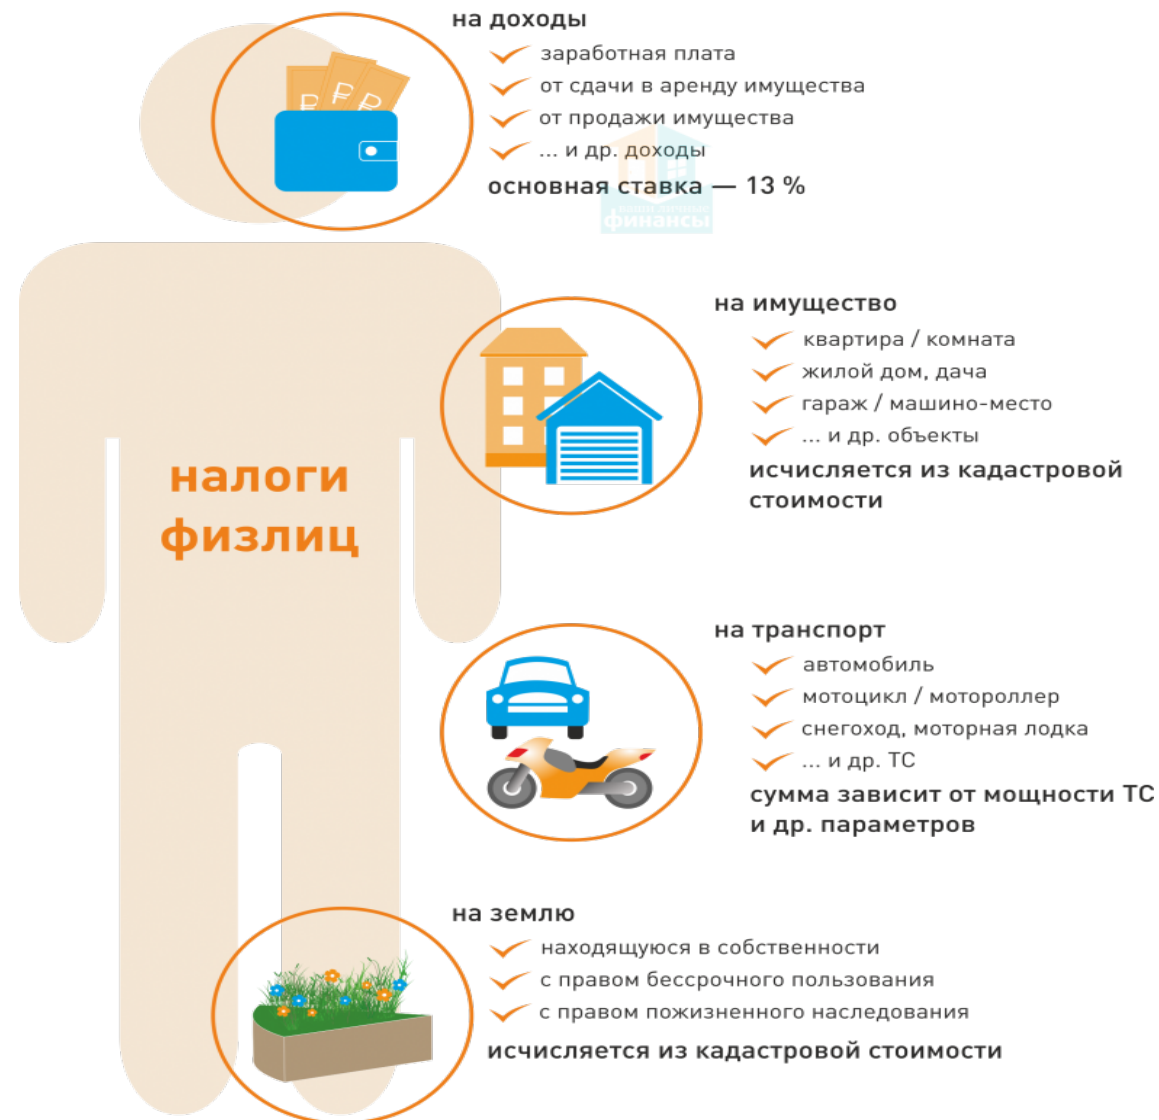 на доходы
заработная плата
от сдачи в аренду имущества
от продажи имущества
... и др. доходы
основная ставка — 13 %
финансы
на имущество
квартира / комната
жилой дом, дача
гараж / машино-место
... и др. объекты
исчисляется из кадастровой
стоимости
налоги
физлиц
на транспорт
автомобиль
мотоцикл / мотороллер
снегоход, моторная лодка
... и др. ТС
сумма зависит от мощности ТС
и др. параметров
на землю
находящуюся в собственности
с правом бессрочного пользования
с правом пожизненного наследования
исчисляется из кадастровой стоимости